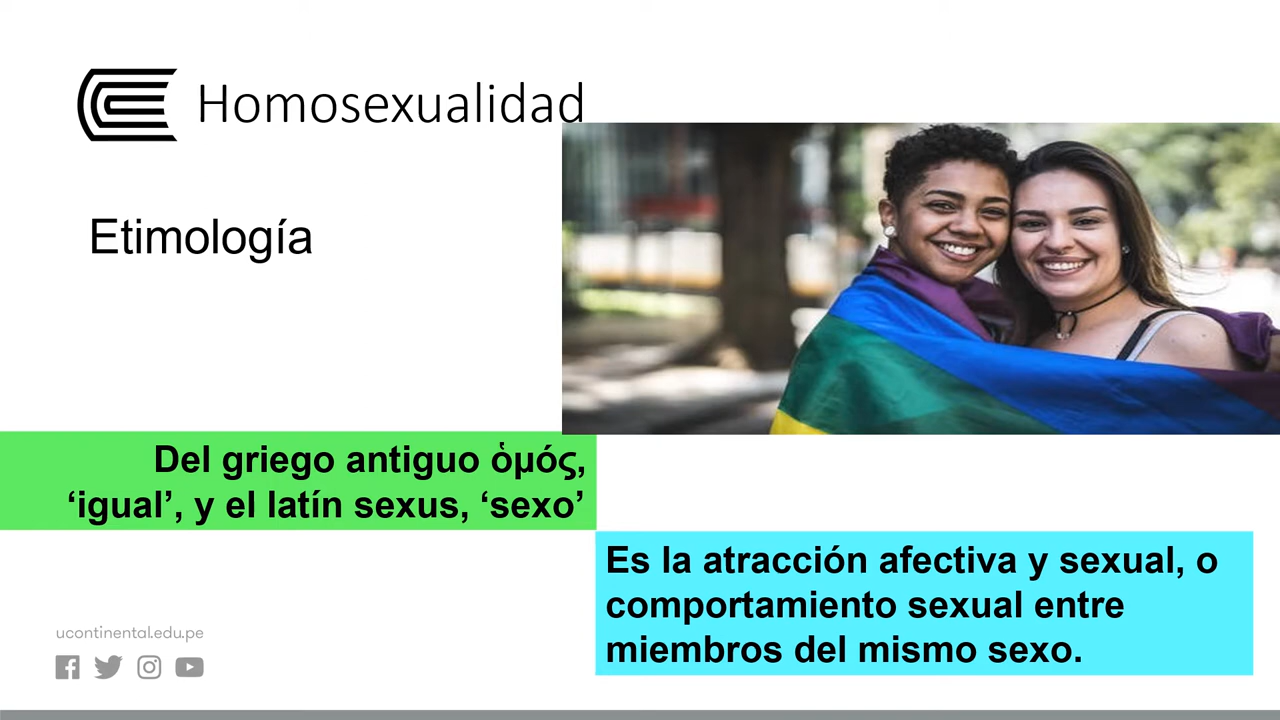 Homosexualidad
Etimología
Del griego antiguo ὁμός,
‘igual’, y el latín sexus, ‘sexo’
Es la atracción afectiva y sexual, o
comportamiento sexual entre
miembros del mismo sexo.
ucontinental.edu.pe